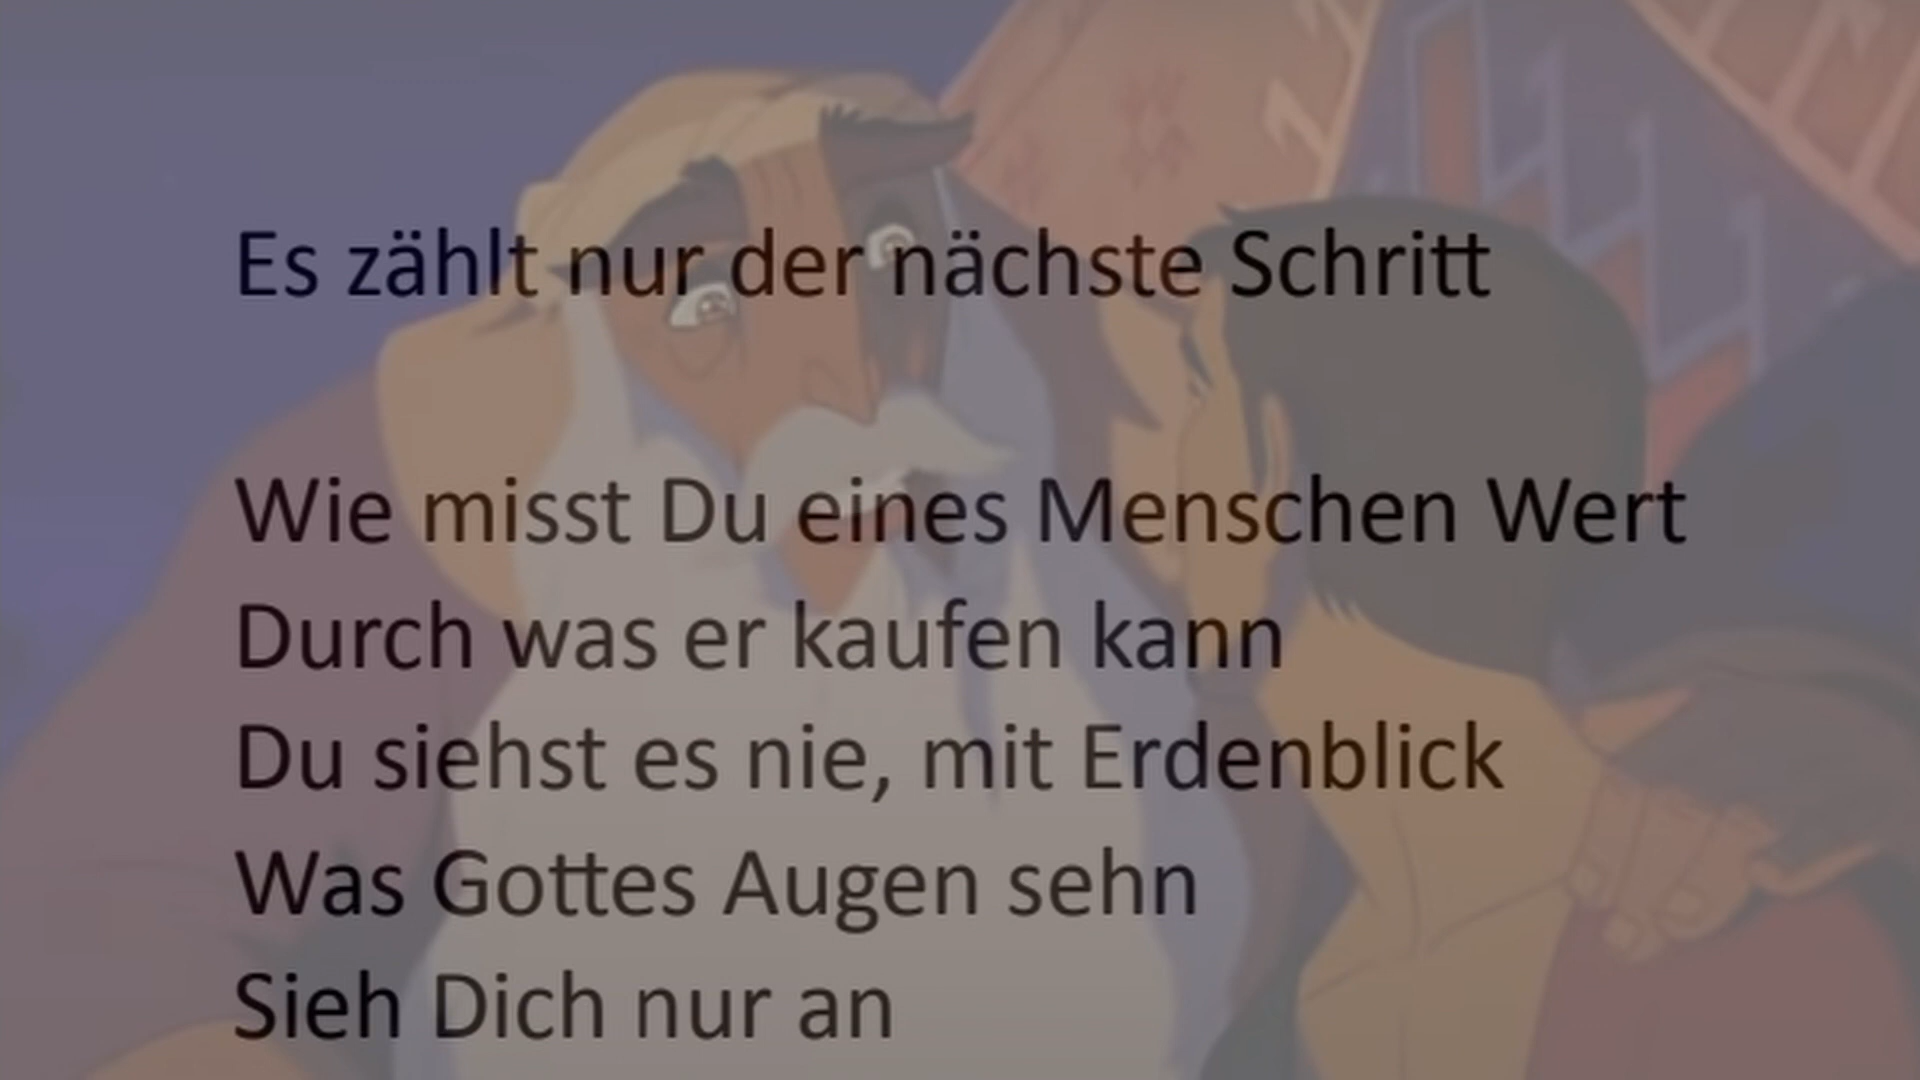 Es zählt nur der nächste Schritt
Wie misst Du eines Menschen Wert
Durch was er kaufen kann
Du siehst es nie, mit Erdenblick
Was Gottes Augen sehn
Sieh Dich nur an